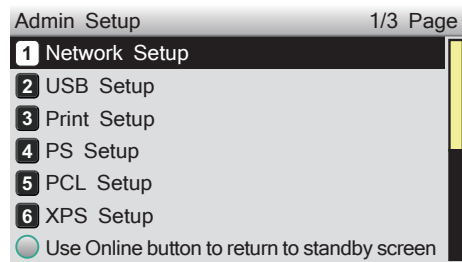 Admin Setup 1/3 Page
1 Network Setup
2 USB Setup
3 Print Setup
4 PS Setup
5 PCL Setup
6 XPS Setup
Use Online button to return to standby screen